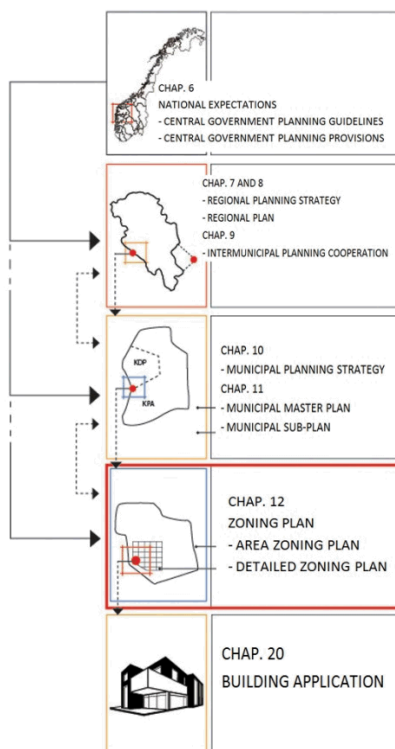 CHAP. 6
NATIONAL EXPECTATIONS
- CENTRAL GOVERNMENT PLANNING GUIDELINES
- CENTRAL GOVERNMENT PLANNING PROVISIONS
CHAP. 7 AND 8
- REGIONAL PLANNING STRATEGY
- REGIONAL PLAN
CHAP. 9
- INTERMUNICIPAL PLANNING COOPERATION
KDP
KPA
CHAP. 10
- MUNICIPAL PLANNING STRATEGY
CHAP. 11
- MUNICIPAL MASTER PLAN
- MUNICIPAL SUB-PLAN
CHAP. 12
ZONING PLAN
- AREA ZONING PLAN
- DETAILED ZONING PLAN
CHAP. 20
BUILDING APPLICATION